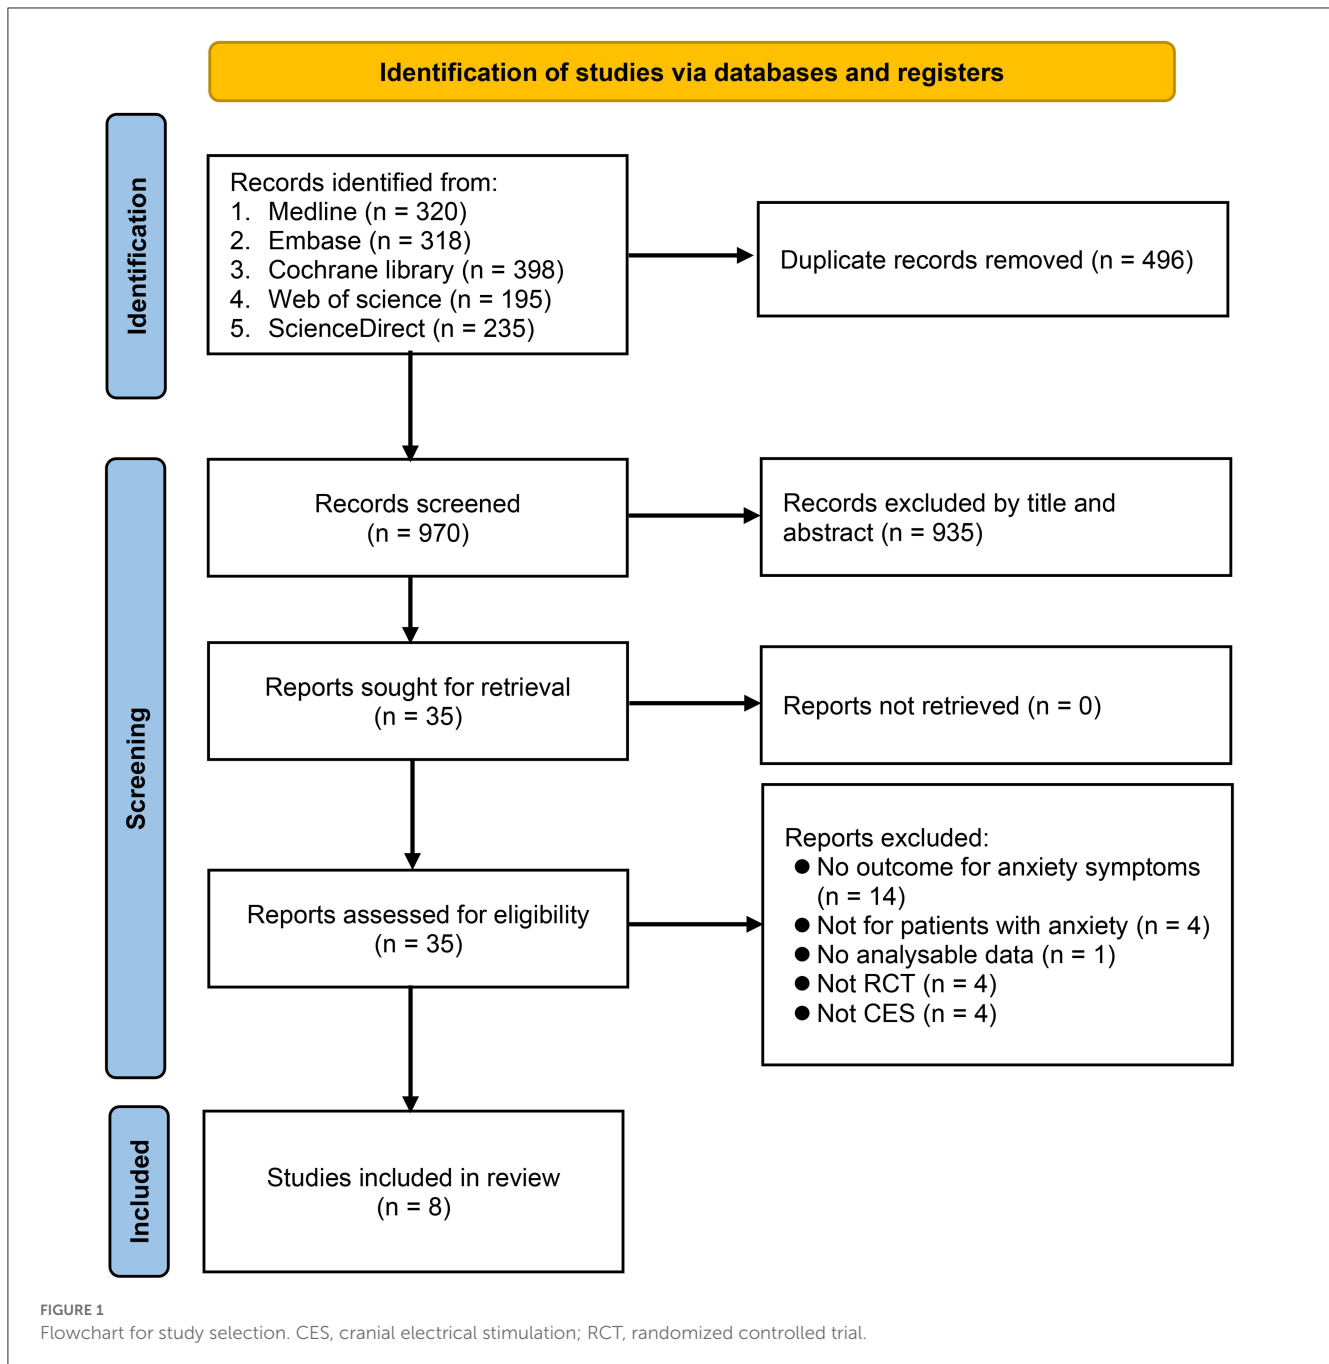 Identification of studies via databases and registers
Identification
Records identified from:
1. Medline (n = 320)
2. Embase (n = 318)
3. Cochrane library (n = 398)
4. Web of science (n = 195)
5. ScienceDirect (n = 235)
Duplicate records removed (n = 496)
Screening
Records screened
(n = 970)
Records excluded by title and
abstract (n = 935)
Reports sought for retrieval
(n = 35)
Reports not retrieved (n = 0)
Reports assessed for eligibility
(n = 35)
Reports excluded:
● No outcome for anxiety symptoms
(n = 14)
● Not for patients with anxiety (n = 4)
● No analysable data (n = 1)
● Not RCT (n = 4)
● Not CES (n = 4)
Included
Studies included in review
(n = 8)
FIGURE 1
Flowchart for study selection. CES, cranial electrical stimulation; RCT, randomized controlled trial.